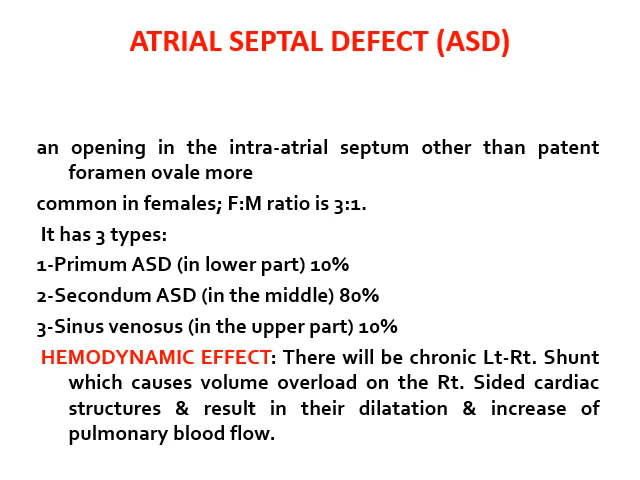 ATRIAL SEPTAL DEFECT (ASD)
an opening in the intra-atrial septum other than patent
foramen ovale more
common in females; F:M ratio is 3:1.
It has 3 types:
1-Primum ASD (in lower part) 10%
2-Secondum ASD (in the middle) 80%
3-Sinus venosus (in the upper part) 10%
HEMODYNAMIC EFFECT: There will be chronic Lt-Rt. Shunt
which causes volume overload on the Rt. Sided cardiac
structures & result in their dilatation & increase of
pulmonary blood flow.